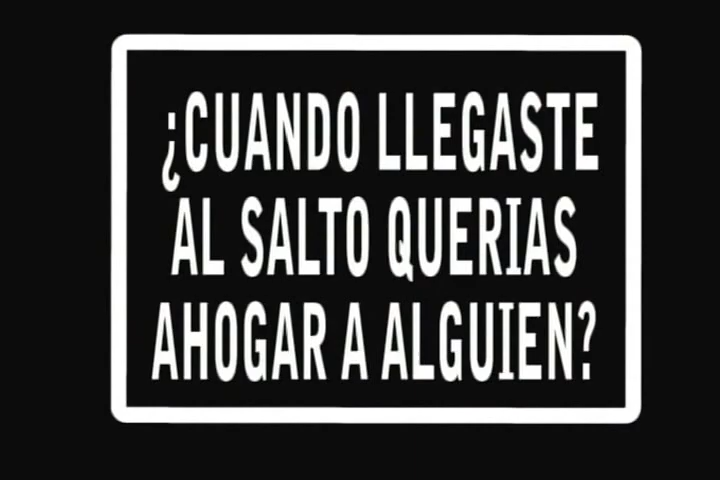 ¿CUANDO LLEGASTE
AL SALTO QUERIAS
AHOGAR A ALGUIEN?